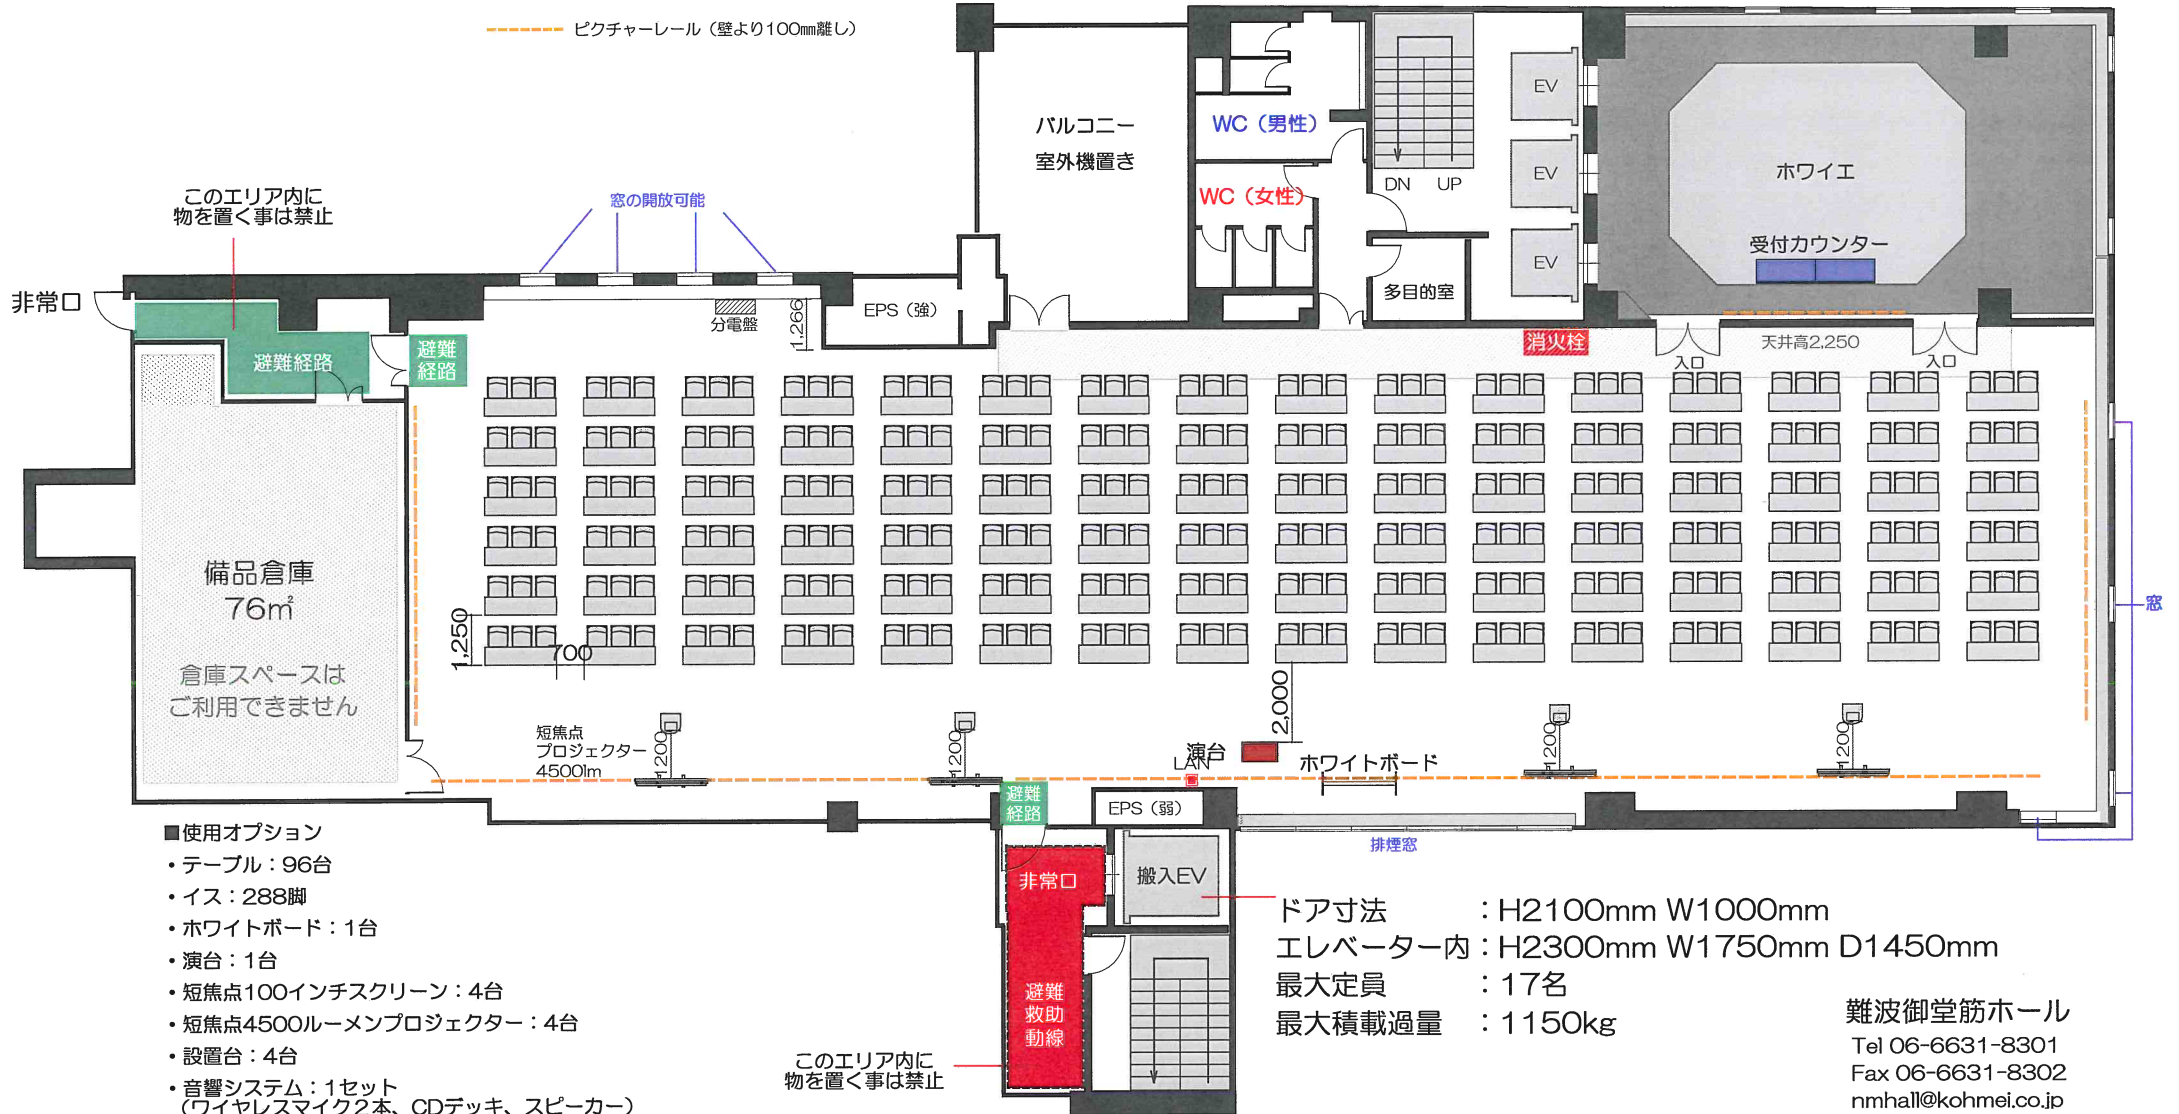 ピクチャーレール（壁より100mm離し）
バルコニー
室外機置き
WC（男性）
WC（女性）
DN
UP
EV
EV
EV
ホワイエ
受付カウンター
多目的室
このエリア内に
物を置く事は禁止
窓の開放可能
非常口
避難経路
避難
経路
分電盤
1,266
EPS（強）
消火栓
入口
天井高2,250
入口
備品倉庫
76㎡
倉庫スペースは
ご利用できません
1,250
700
窓
短焦点
プロジェクター
4500lm
1200
1200
2,000
演台
LAN
ホワイトボード
1200
1200
避難
経路
EPS（弱）
排煙窓
非常口
搬入EV
避難
救助
動線
このエリア内に
物を置く事は禁止
■使用オプション
・テーブル：96台
・イス：288脚
・ホワイトボード：1台
・演台：1台
・短焦点100インチスクリーン：4台
・短焦点4500ルーメンプロジェクター：4台
・設置台：4台
・音響システム：1セット
（ワイヤレスマイク2本、CDデッキ、スピーカー）
ドア寸法　：H2100mm W1000mm
エレベーター内：H2300mm W1750mm D1450mm
最大定員　：17名
最大積載過量　：1150kg
難波御堂筋ホール
Tel 06-6631-8301
Fax 06-6631-8302
nmhall@kohmei.co.jp